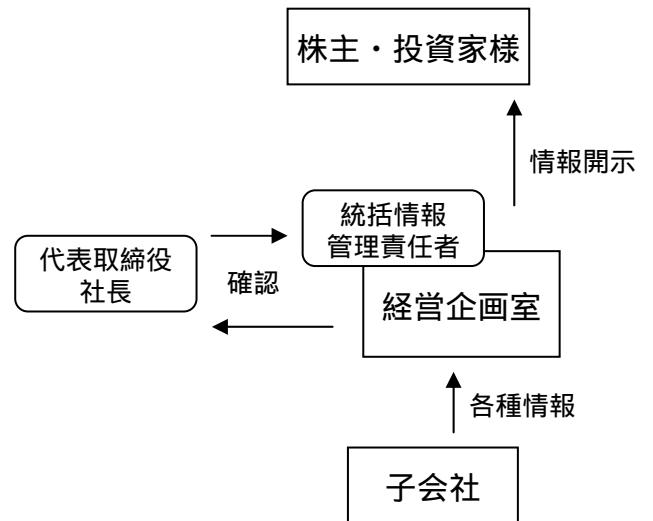 株主・投資家様
情報開示
統括情報
管理責任者
代表取締役
社長
確認
経営企画室
各種情報
子会社